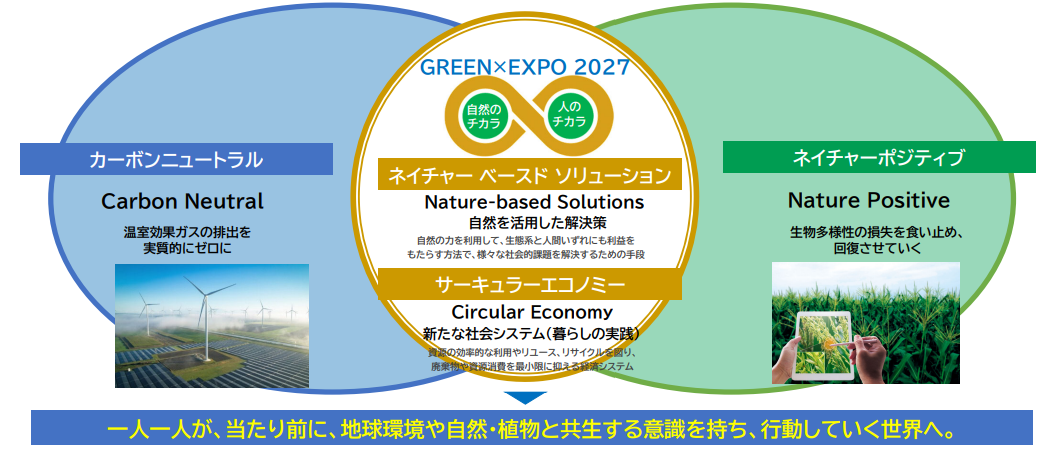 GREEN×EXPO 2027
自然の
チカラ
人の
チカラ
カーボンニュートラル
Carbon Neutral
温室効果ガスの排出を
実質的にゼロに
ネイチャー ベースド ソリューション
Nature-based Solutions
自然を活用した解決策
自然の力を利用して、生態系と人間いずれにも利益を
もたらす方法で、様々な社会的課題を解決するための手段
サーキュラーエコノミー
Circular Economy
新たな社会システム(暮らしの実践)
資源の効率的な利用やリユース、リサイクルを図り、
廃棄物や資源消費を最小限に抑える経済システム
ネイチャーポジティブ
Nature Positive
生物多様性の損失を食い止め、
回復させていく
一人一人が、当たり前に、地球環境や自然・植物と共生する意識を持ち、行動していく世界へ。